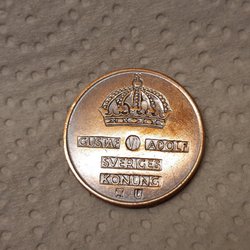 GUSTAF VI ADOLF
SVERIGES
KONUNG
U